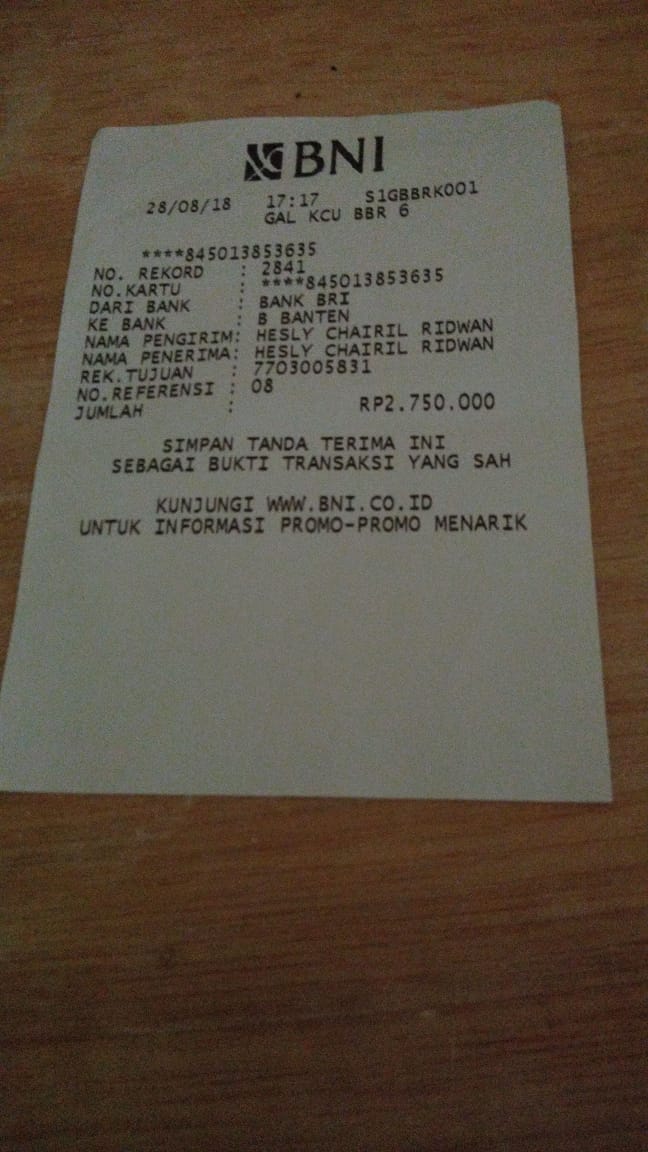 BNI
28/08/18 17:17 S1GBBRK001
GAL KCU BBR 6
****845013853635
NO. REKORD : 2841
NO.KARTU : ****845013853635
DARI BANK : BANK BRI
KE BANK : B BANTEN
NAMA PENGIRIM: HESLY CHAIRIL RIDWAN
NAMA PENERIMA: HESLY CHAIRIL RIDWAN
REK.TUJUAN : 7703005831
NO.REFERENSI : 08
JUMLAH : RP2.750.000
SIMPAN TANDA TERIMA INI
SEBAGAI BUKTI TRANSAKSI YANG SAH
KUNJUNGI WWW.BNI.CO.ID
UNTUK INFORMASI PROMO-PROMO MENARIK